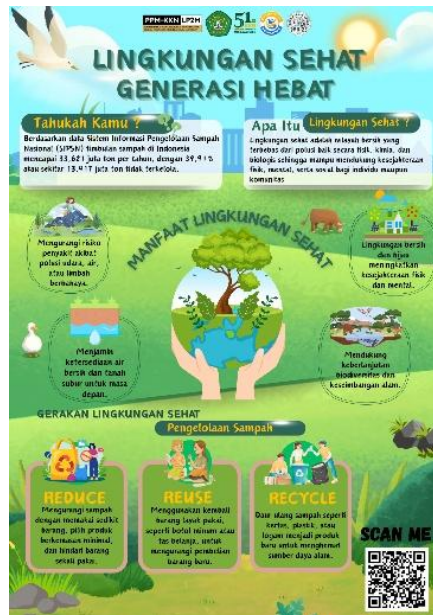 PPM-KKN LP2M
51
LINGKUNGAN SEHAT
GENERASI HEBAT
Tahukah Kamu ?
Berdasarkan data Sistem Informasi Pengelolaan Sampah
Nasional (SIPSN) timbulan sampah di Indonesia
mencapai 33,621 juta ton per tahun, dengan 39,91%
atau sekitar 13,417 juta ton tidak terkelola.
Apa Itu Lingkungan Sehat ?
Lingkungan sehat adalah wilayah bersih yang
terbebas dari polusi baik secara fisik, kimia, dan
biologis sehingga mampu mendukung kesejahteraan
fisik, mental, serta sosial bagi individu maupun
komunitas
MANFAAT LINGKUNGAN SEHAT
Mengurangi risiko
penyakit akibat
polusi udara, air,
atau limbah
berbahaya.
Lingkungan bersih
dan hijau
meningkatkan
kesejahteraan fisik
dan mental.
Menjamin
ketersediaan air
bersih dan tanah
subur untuk masa
depan.
Mendukung
keberlanjutan
biodiversitas dan
keseimbangan alam.
GERAKAN LINGKUNGAN SEHAT
Pengelolaan Sampah
REDUCE
Mengurangi sampah
dengan memakai sedikit
barang, pilih produk
berkemasan minimal,
dan hindari barang
sekali pakai.
REUSE
Menggunakan kembali
barang layak pakai,
seperti botol minum atau
tas belanja, untuk
mengurangi pembelian
barang baru.
RECYCLE
Daur ulang sampah seperti
kertas, plastik, atau
logam menjadi produk
baru untuk menghemat
sumber daya alam.
SCAN ME